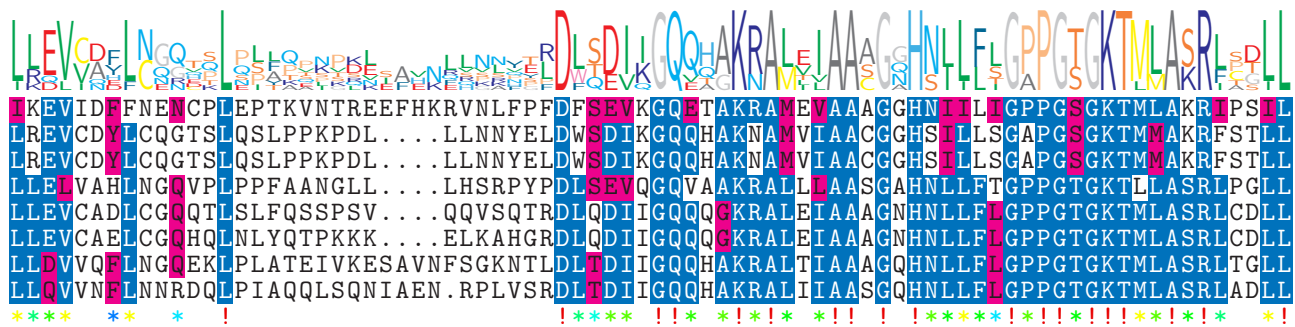 IKEVIDFFNENCPLEPTKVNTREEFHKRVNLFPFDFSEVKGQETAKRAMEVAAAGGHNIILIGPPGSGKTMLAKRIPSIL
LREVCDYLCQGTSLQSLPPKPDL....LLNNYELDWSDIKGQQHAKNAMVIAACGGHSILLSGAPGSGKTMMAKRFSTLL
LREVCDYLCQGTSLQSLPPKPDL....LLNNYELDWSDIKGQQHAKNAMVIAACGGHSILLSGAPGSGKTMMAKRFSTLL
LLELVAHLNGQVPLPPFAANGLL....LHSRPYPDLSEVQGQVAAKRALLLAASGAHNLLFTGPPGTGKTLLASRLPGLL
LLEVCADLCGQQTLSLFQSSPSV....QQVSQTRDLQDIIGQQQGKRALEIAAAGNHNLLFLGPPGTGKTMLASRLCDLL
LLEVCAELCGQHQLNLYQTPKKK....ELKAHGRDLQDIIGQQQGKRALEIAAAGNHNLLFLGPPGTGKTMLASRLCDLL
LLDVVQFLNGQEKLPLATEIVKESAVNFSGKNTLDLTDIIGQQHAKRALTIAAAGQHNLLFLGPPGTGKTMLASRLTGLL
LLQVVNFLNNRDQLPIAQQLSQNIAEN.RPLVSRDLTDIIGQQHAKRALIIAASGQHNLLFLGPPGTGKTMLASRLADLL